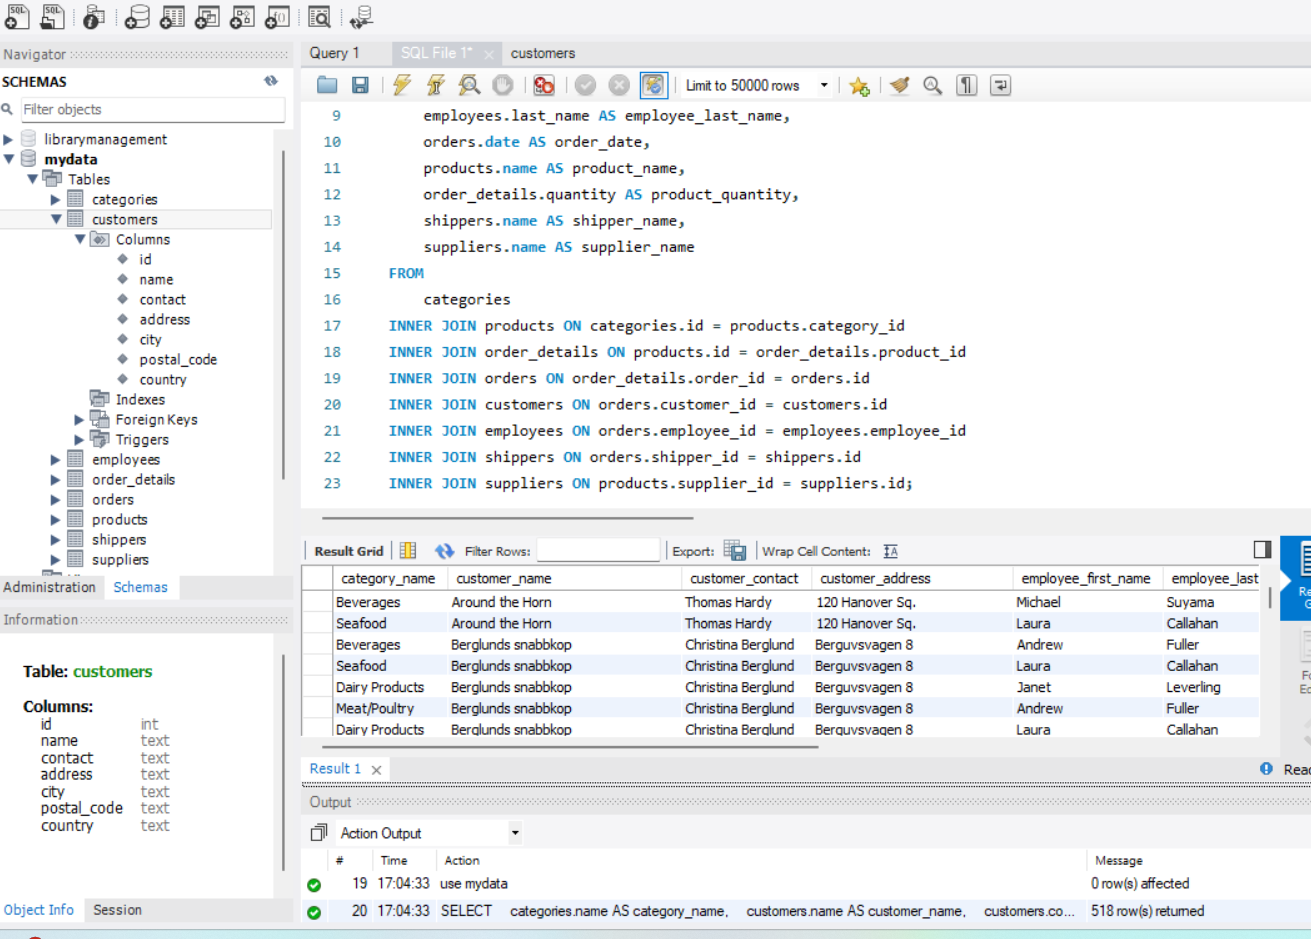 SQL
SQL
Navigator
SCHEMAS
Filter objects
librarymanagement
mydata
Tables
categories
customers
Columns
id
name
contact
address
city
postal_code
country
Indexes
Foreign Keys
Triggers
employees
order_details
orders
products
shippers
suppliers
Administration Schemas
Information
Table: customers
Columns:
id int
name text
contact text
address text
city text
postal_code text
country text
Object Info Session
Query 1 SQL File 1* customers
Limit to 50000 rows
9 employees.last_name AS employee_last_name,
10 orders.date AS order_date,
11 products.name AS product_name,
12 order_details.quantity AS product_quantity,
13 shippers.name AS shipper_name,
14 suppliers.name AS supplier_name
15 FROM
16 categories
17 INNER JOIN products ON categories.id = products.category_id
18 INNER JOIN order_details ON products.id = order_details.product_id
19 INNER JOIN orders ON order_details.order_id = orders.id
20 INNER JOIN customers ON orders.customer_id = customers.id
21 INNER JOIN employees ON orders.employee_id = employees.employee_id
22 INNER JOIN shippers ON orders.shipper_id = shippers.id
23 INNER JOIN suppliers ON products.supplier_id = suppliers.id;
Result Grid Filter Rows: Export: Wrap Cell Content:
category_name customer_name customer_contact customer_address employee_first_name employee_last
Beverages Around the Horn Thomas Hardy 120 Hanover Sq. Michael Suyama
Seafood Around the Horn Thomas Hardy 120 Hanover Sq. Laura Callahan
Beverages Berglunds snabbkop Christina Berglund Berguvsvagen 8 Andrew Fuller
Seafood Berglunds snabbkop Christina Berglund Berguvsvagen 8 Laura Callahan
Dairy Products Berglunds snabbkop Christina Berglund Berguvsvagen 8 Janet Leverling
Meat/Poultry Berglunds snabbkop Christina Berglund Berguvsvagen 8 Andrew Fuller
Dairy Products Berglunds snabbkop Christina Berglund Berguvsvagen 8 Laura Callahan
Result 1
Output
Action Output
# Time Action Message
19 17:04:33 use mydata 0 row(s) affected
20 17:04:33 SELECT categories.name AS category_name, customers.name AS customer_name, customers.co... 518 row(s) returned